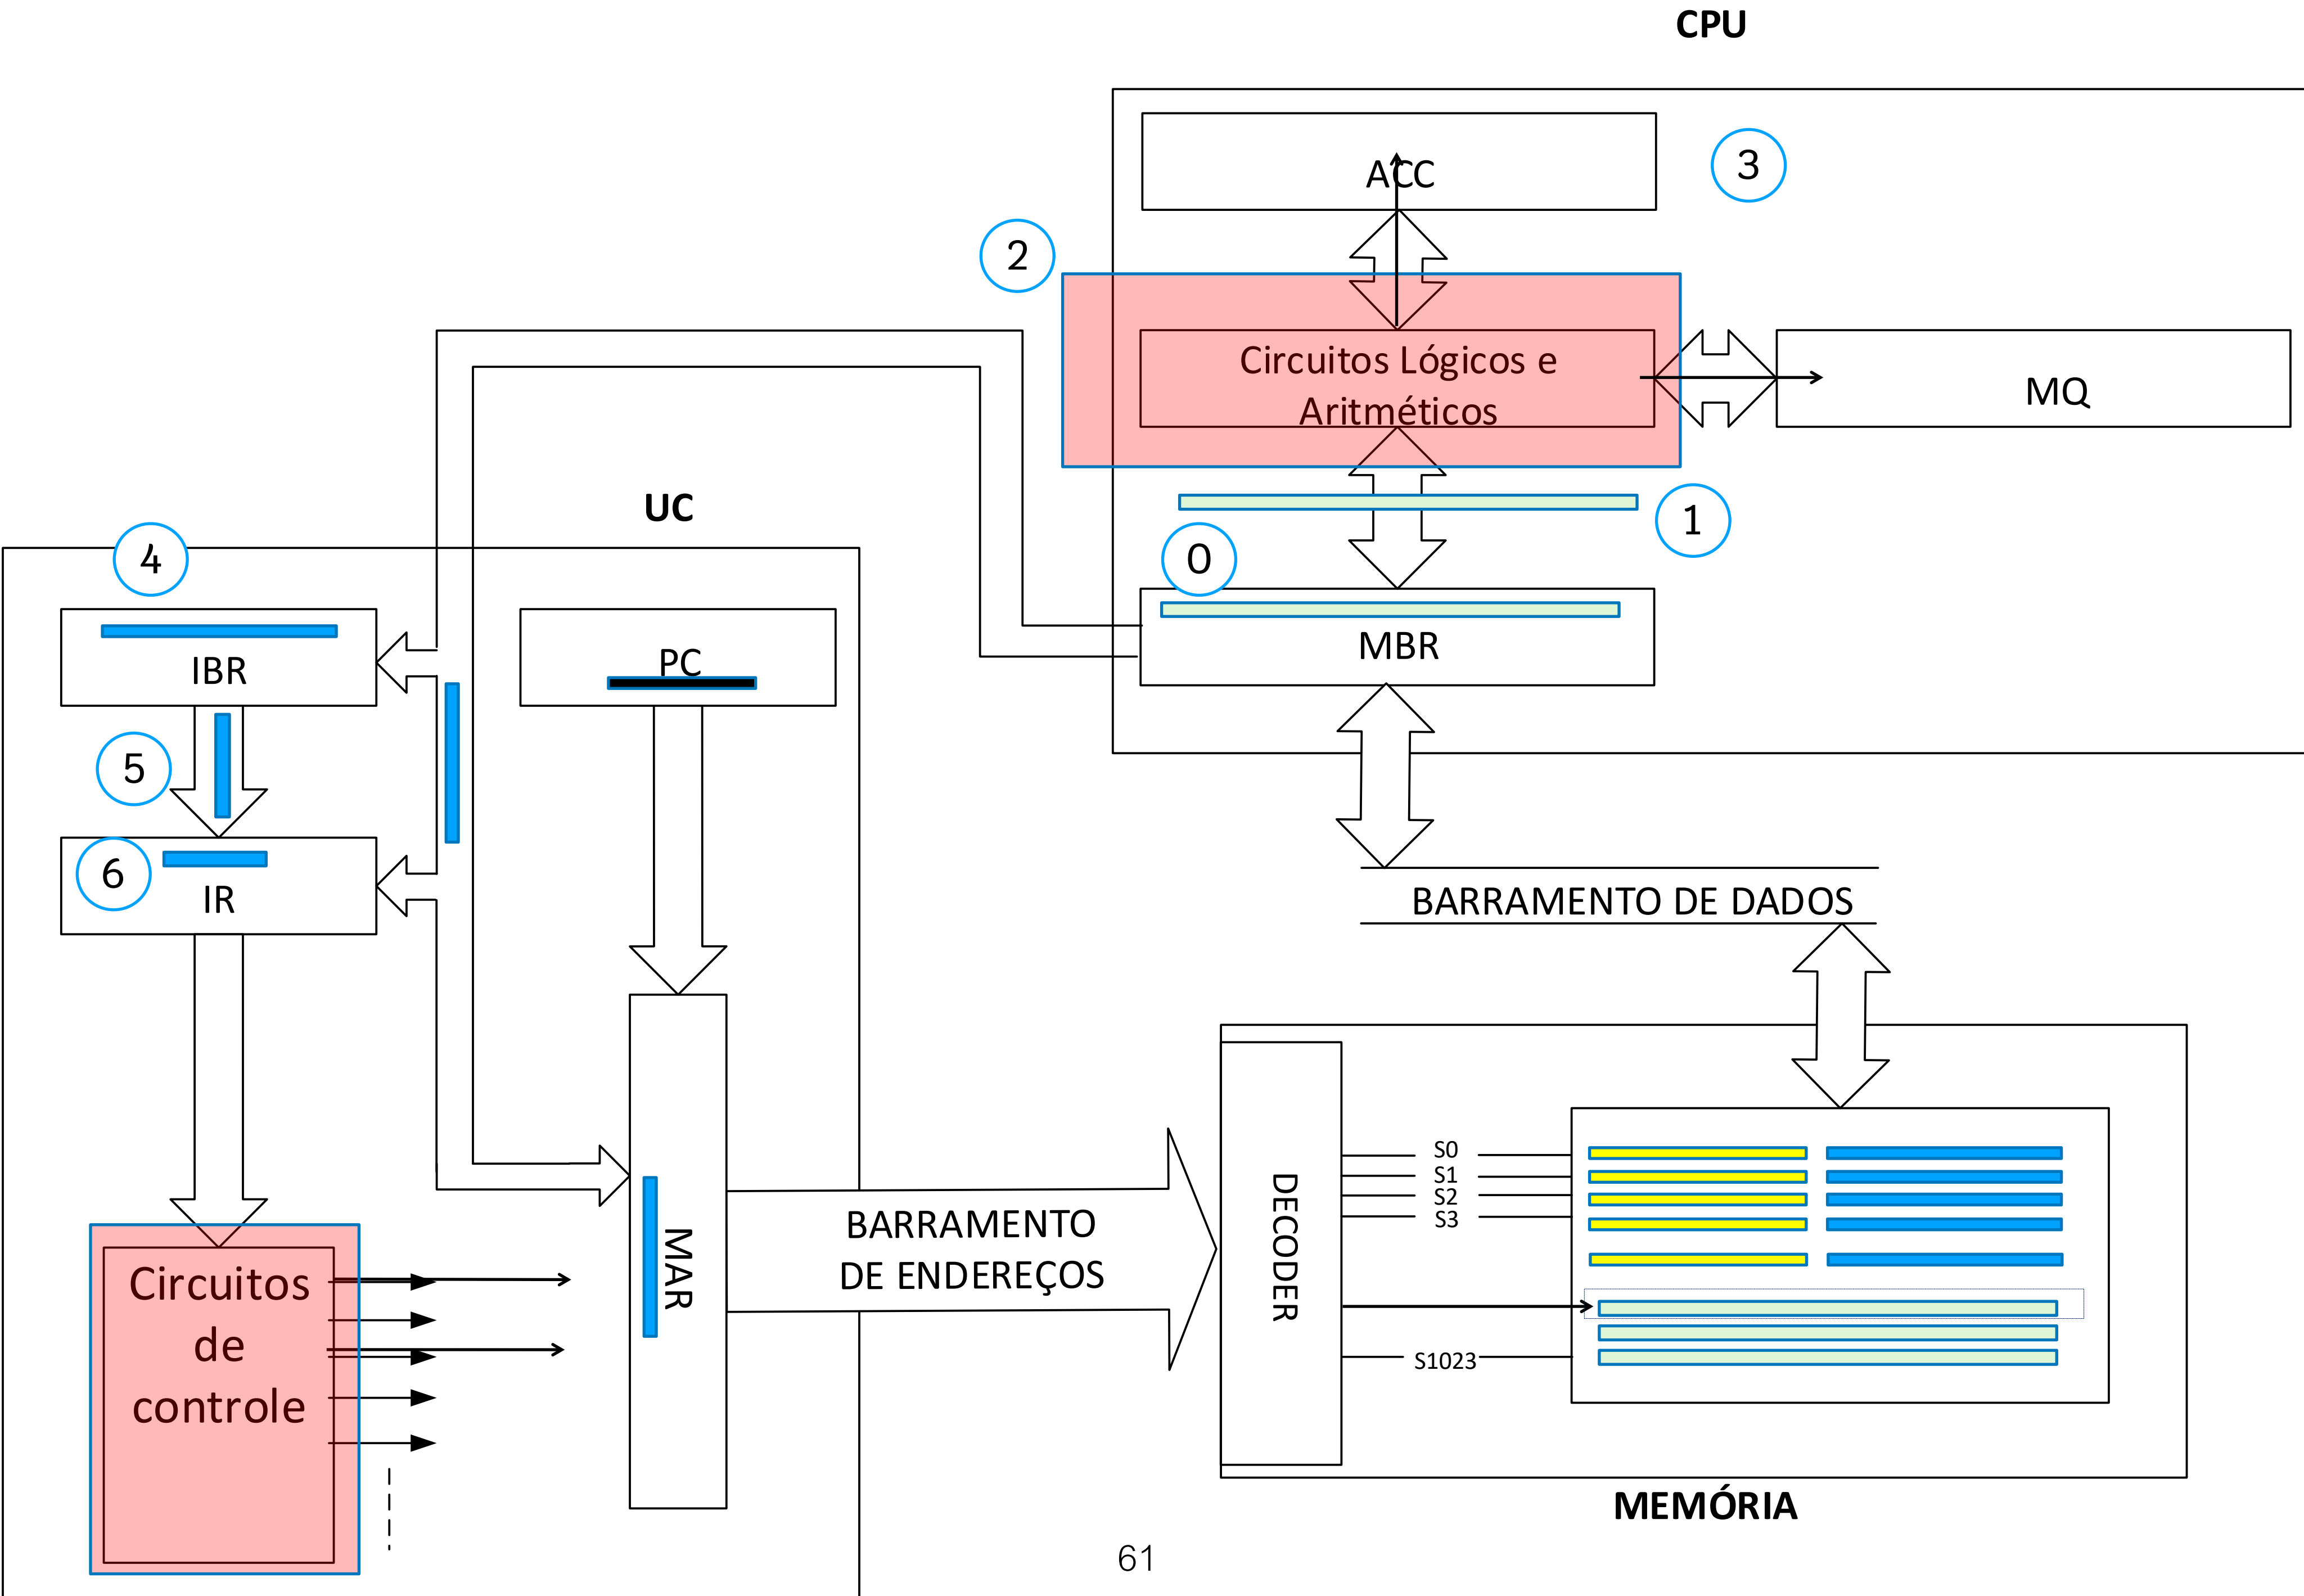 CPU
ACC
3
2
Circuitos Lógicos e
Aritméticos
MQ
UC
1
4
0
IBR
PC
MBR
5
6
IR
BARRAMENTO DE DADOS
Circuitos
de
controle
MAR
BARRAMENTO
DE ENDEREÇOS
DECODER
S0
S1
S2
S3
S1023
MEMÓRIA
61